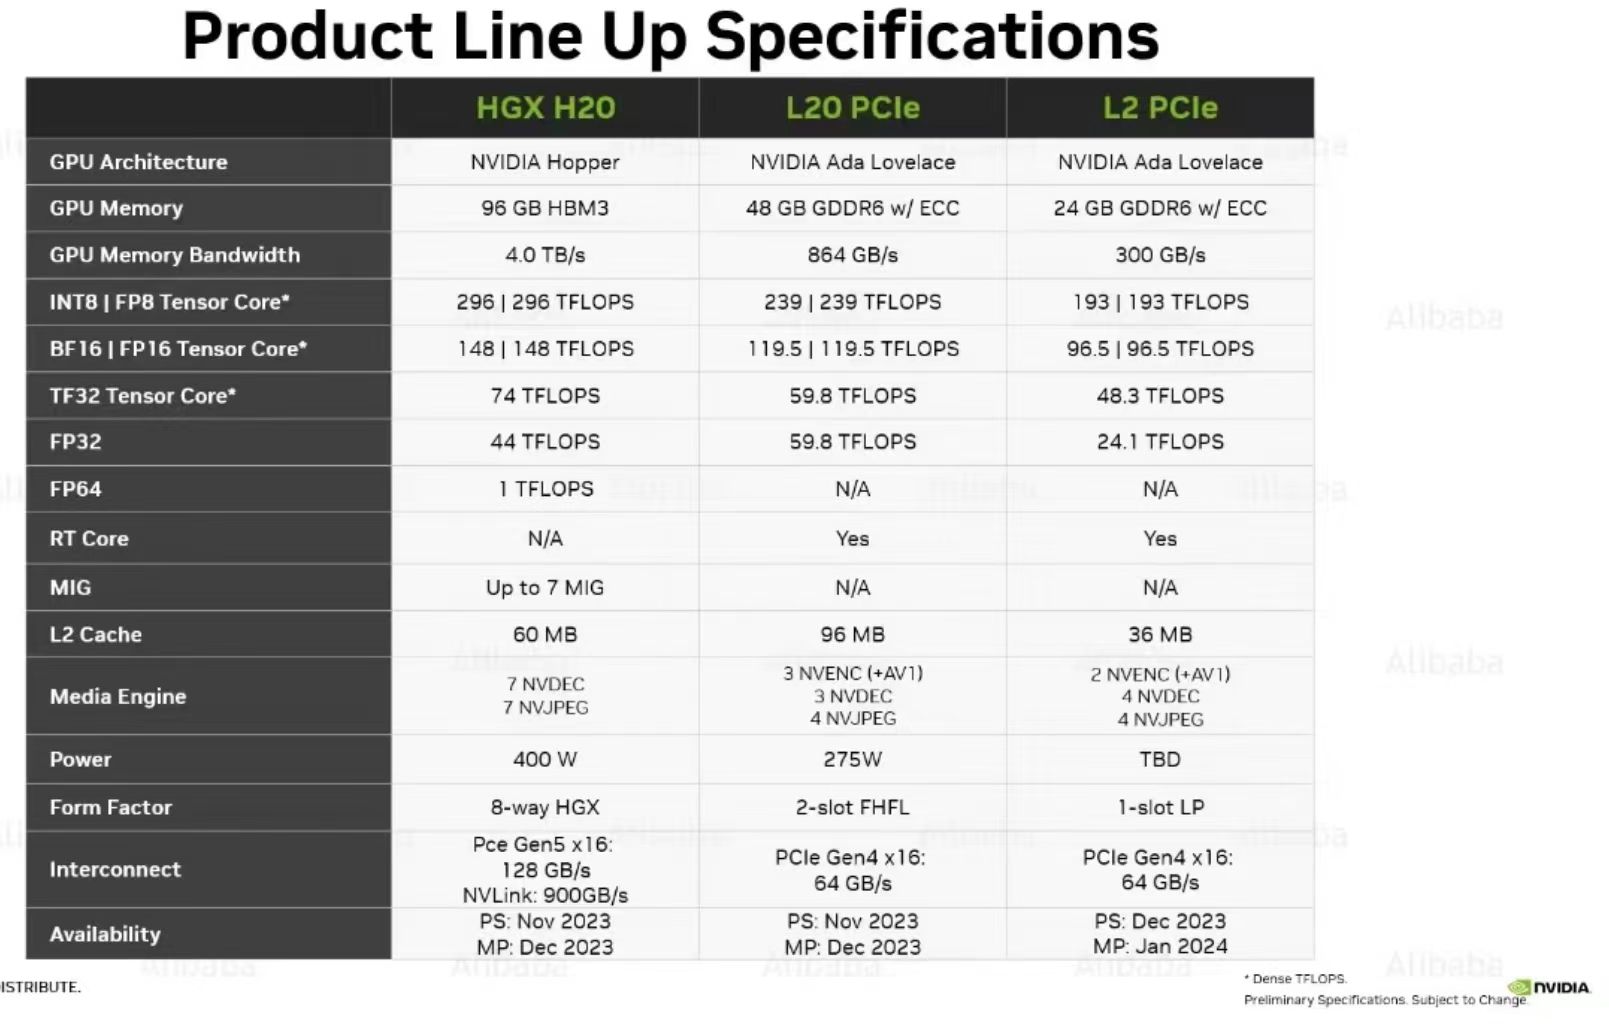 Product Line Up Specifications
HGX H20 L20 PCIe L2 PCIe
GPU Architecture NVIDIA Hopper NVIDIA Ada Lovelace NVIDIA Ada Lovelace
GPU Memory 96 GB HBM3 48 GB GDDR6 w/ ECC 24 GB GDDR6 w/ ECC
GPU Memory Bandwidth 4.0 TB/s 864 GB/s 300 GB/s
INT8 | FP8 Tensor Core* 296 | 296 TFLOPS 239 | 239 TFLOPS 193 | 193 TFLOPS
BF16 | FP16 Tensor Core* 148 | 148 TFLOPS 119.5 | 119.5 TFLOPS 96.5 | 96.5 TFLOPS
TF32 Tensor Core* 74 TFLOPS 59.8 TFLOPS 48.3 TFLOPS
FP32 44 TFLOPS 59.8 TFLOPS 24.1 TFLOPS
FP64 1 TFLOPS N/A N/A
RT Core N/A Yes Yes
MIG Up to 7 MIG N/A N/A
L2 Cache 60 MB 96 MB 36 MB
Media Engine
7 NVDEC
7 NVJPEG
3 NVENC (+AV1)
3 NVDEC
4 NVJPEG
2 NVENC (+AV1)
4 NVDEC
4 NVJPEG
Power 400 W 275W TBD
Form Factor 8-way HGX 2-slot FHFL 1-slot LP
Interconnect
Pce Gen5 x16:
128 GB/s
NVLink: 900GB/s
PCIe Gen4 x16:
64 GB/s
PCIe Gen4 x16:
64 GB/s
Availability
PS: Nov 2023
MP: Dec 2023
PS: Nov 2023
MP: Dec 2023
PS: Dec 2023
MP: Jan 2024
Alibaba
Alibaba
Alibaba
Alibaba
Alibaba
Alibaba
Alibaba
ISTRIBUTE.
* Dense TFLOPS.
Preliminary Specifications. Subject to Change.
NVIDIA.